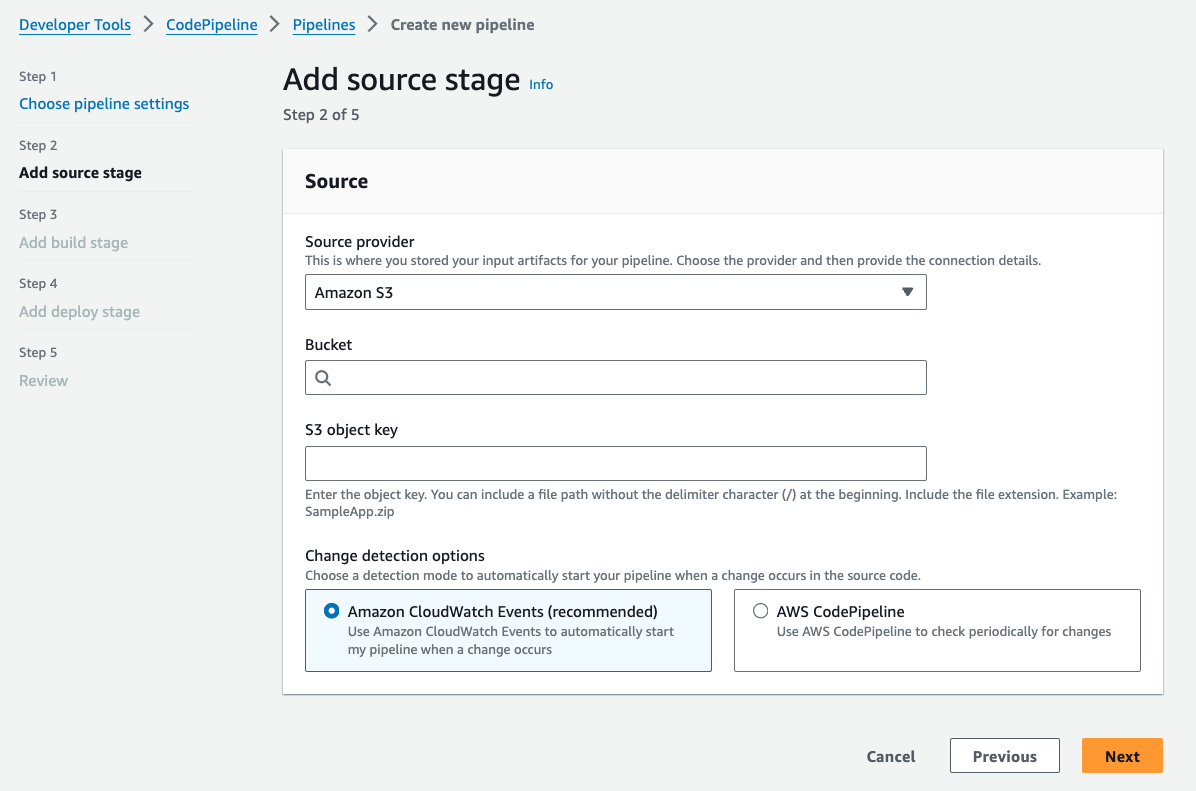 Developer Tools > CodePipeline > Pipelines > Create new pipeline
Step 1
Choose pipeline settings
Step 2
Add source stage
Step 3
Add build stage
Step 4
Add deploy stage
Step 5
Review
Add source stage Info
Step 2 of 5
Source
Source provider
This is where you stored your input artifacts for your pipeline. Choose the provider and then provide the connection details.
Amazon S3
Bucket
S3 object key
Enter the object key. You can include a file path without the delimiter character (/) at the beginning. Include the file extension. Example:
SampleApp.zip
Change detection options
Choose a detection mode to automatically start your pipeline when a change occurs in the source code.
Amazon CloudWatch Events (recommended)
Use Amazon CloudWatch Events to automatically start
my pipeline when a change occurs
AWS CodePipeline
Use AWS CodePipeline to check periodically for changes
Cancel
Previous
Next